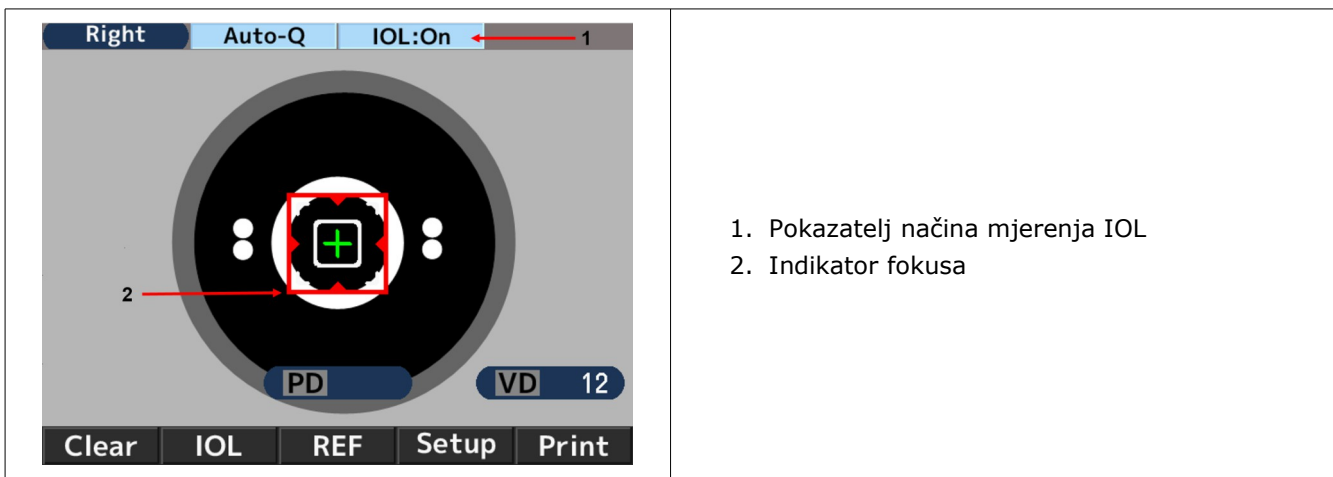 Right Auto-Q IOL:On 1
2
PD VD 12
Clear IOL REF Setup Print
1. Pokazatelj načina mjerenja IOL
2. Indikator fokusa